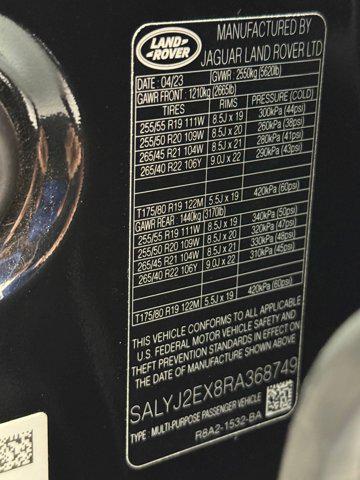 LAND-
ROVER
MANUFACTURED BY
JAGUAR LAND ROVER LTD
DATE : 04/23 GVWR : 2550kg (5620lb)
GAWR FRONT : 1210kg (2665lb)
TIRES RIMS PRESSURE (COLD)
255/55 R19 111W 8.5J x 19 300kPa (44psi)
255/50 R20 109W 8.5J x 20 260kPa (38psi)
265/45 R21 104W 8.5J x 21 280kPa (41psi)
265/40 R22 106Y 9.0J x 22 290kPa (43psi)
T175/80 R19 122M 5.5J x 19 420kPa (60psi)
GAWR REAR : 1440kg (3170lb)
255/55 R19 111W 8.5J x 19 340kPa (50psi)
255/50 R20 109W 8.5J x 20 320kPa (47psi)
265/45 R21 104W 8.5J x 21 330kPa (48psi)
265/40 R22 106Y 9.0J x 22 310kPa (45psi)
T175/80 R19 122M 5.5J x 19 420kPa (60psi)
THIS VEHICLE CONFORMS TO ALL APPLICABLE
U.S. FEDERAL MOTOR VEHICLE SAFETY AND
THEFT PREVENTION STANDARDS IN EFFECT ON
THE DATE OF MANUFACTURE SHOWN ABOVE
SALYJ2EX8RA368749
TYPE : MULTI-PURPOSE PASSENGER VEHICLE
R8A2-1532-BA